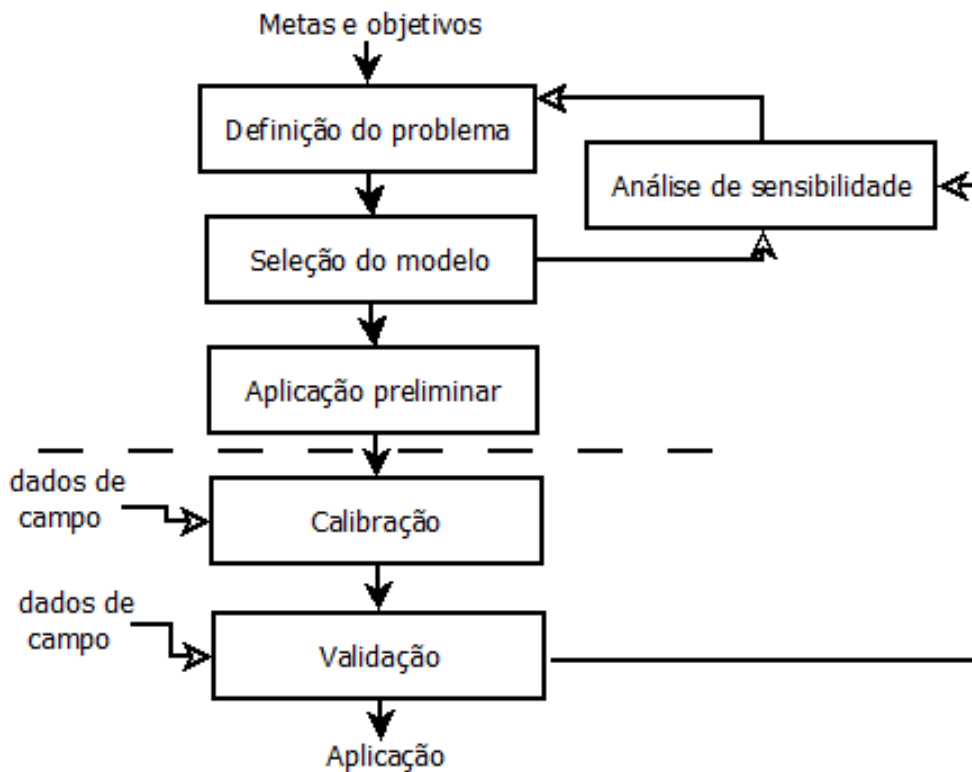 Metas e objetivos
Definição do problema
Análise de sensibilidade
Seleção do modelo
Aplicação preliminar
dados de
campo
Calibração
dados de
campo
Validação
Aplicação